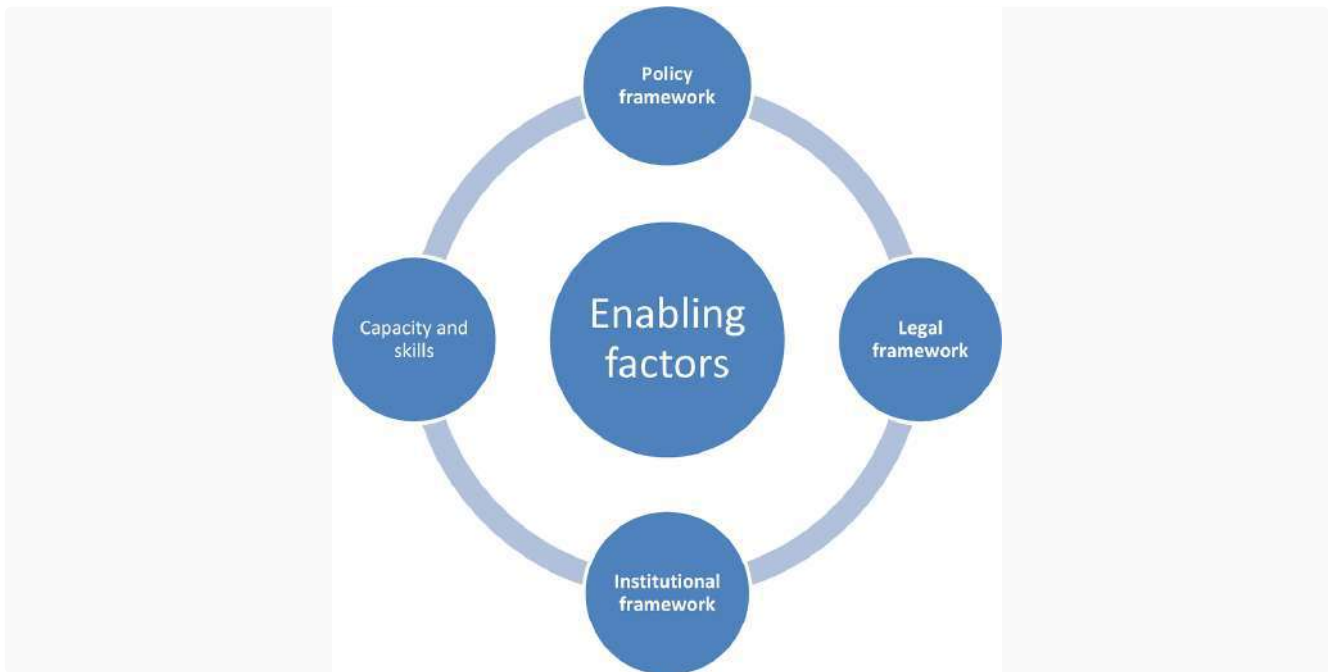 Policy
framework
Enabling
factors
Capacity and
skills
Legal
framework
Institutional
framework